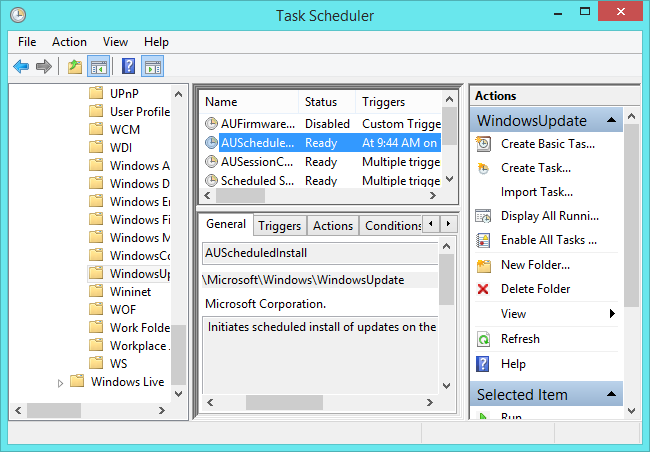 Task Scheduler
File Action View Help
UPnP
User Profile
WCM
WDI
Windows A
Windows D
Windows Er
Windows Fi
Windows M
WindowsCo
WindowsUp
Wininet
WOF
Work Folde
Workplace
WS
Windows Live
Name Status Triggers
AUFirmware... Disabled Custom Trigge
AUSchedule... Ready At 9:44 AM on
AUSessionC... Ready Multiple trigge
Scheduled S... Ready Multiple trigge
General Triggers Actions Conditions
AUScheduledInstall
\Microsoft\Windows\WindowsUpdate
Microsoft Corporation.
Initiates scheduled install of updates on the
Actions
WindowsUpdate
Create Basic Tas...
Create Task...
Import Task...
Display All Runni...
Enable All Tasks ...
New Folder...
Delete Folder
View
Refresh
Help
Selected Item
Run